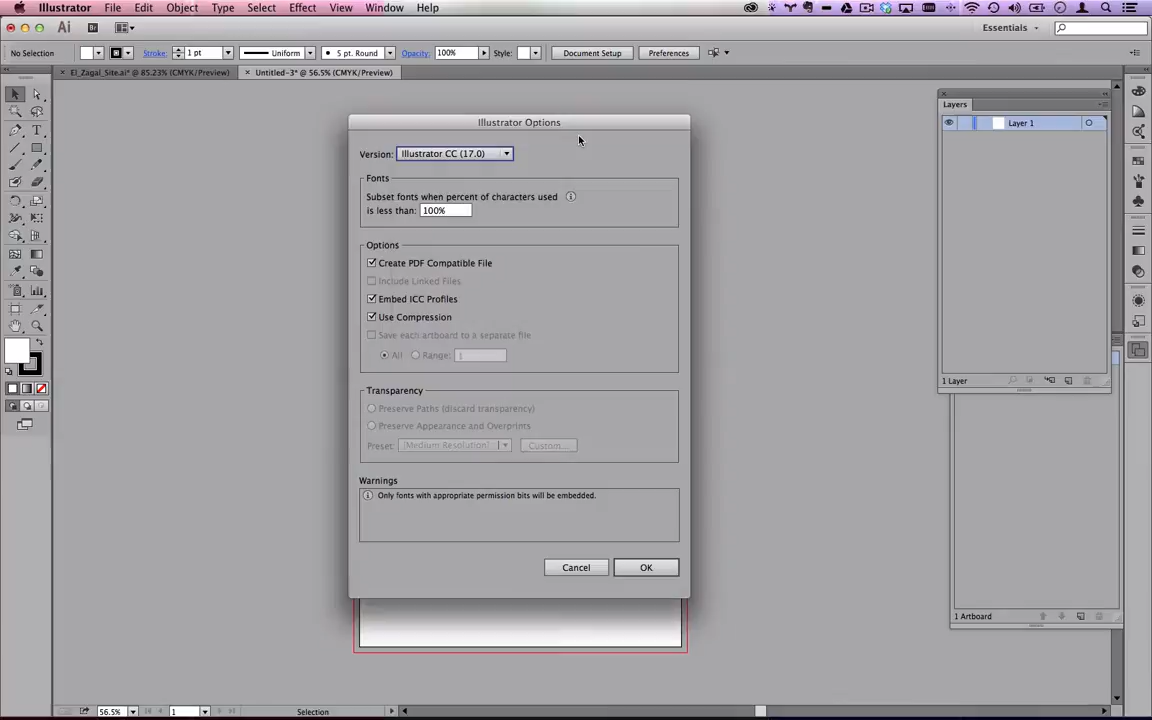 Illustrator File Edit Object Type Select Effect View Window Help
Ai Br Essentials
No Selection Stroke: 1 pt Uniform 5 pt. Round Opacity: 100% Style: Document Setup Preferences
× El_Zagal_Site.ai* @ 85.23% (CMYK/Preview) × Untitled-3* @ 56.5% (CMYK/Preview)
Layers
Layer 1
1 Layer
Illustrator Options
Version: Illustrator CC (17.0)
Fonts
Subset fonts when percent of characters used
is less than: 100%
Options
Create PDF Compatible File
Include Linked Files
Embed ICC Profiles
Use Compression
Save each artboard to a separate file
All Range: 1
Transparency
Preserve Paths (discard transparency)
Preserve Appearance and Overprints
Preset: [Medium Resolution] Custom...
Warnings
Only fonts with appropriate permission bits will be embedded.
Cancel OK
1 Artboard
56.5% 1 Selection